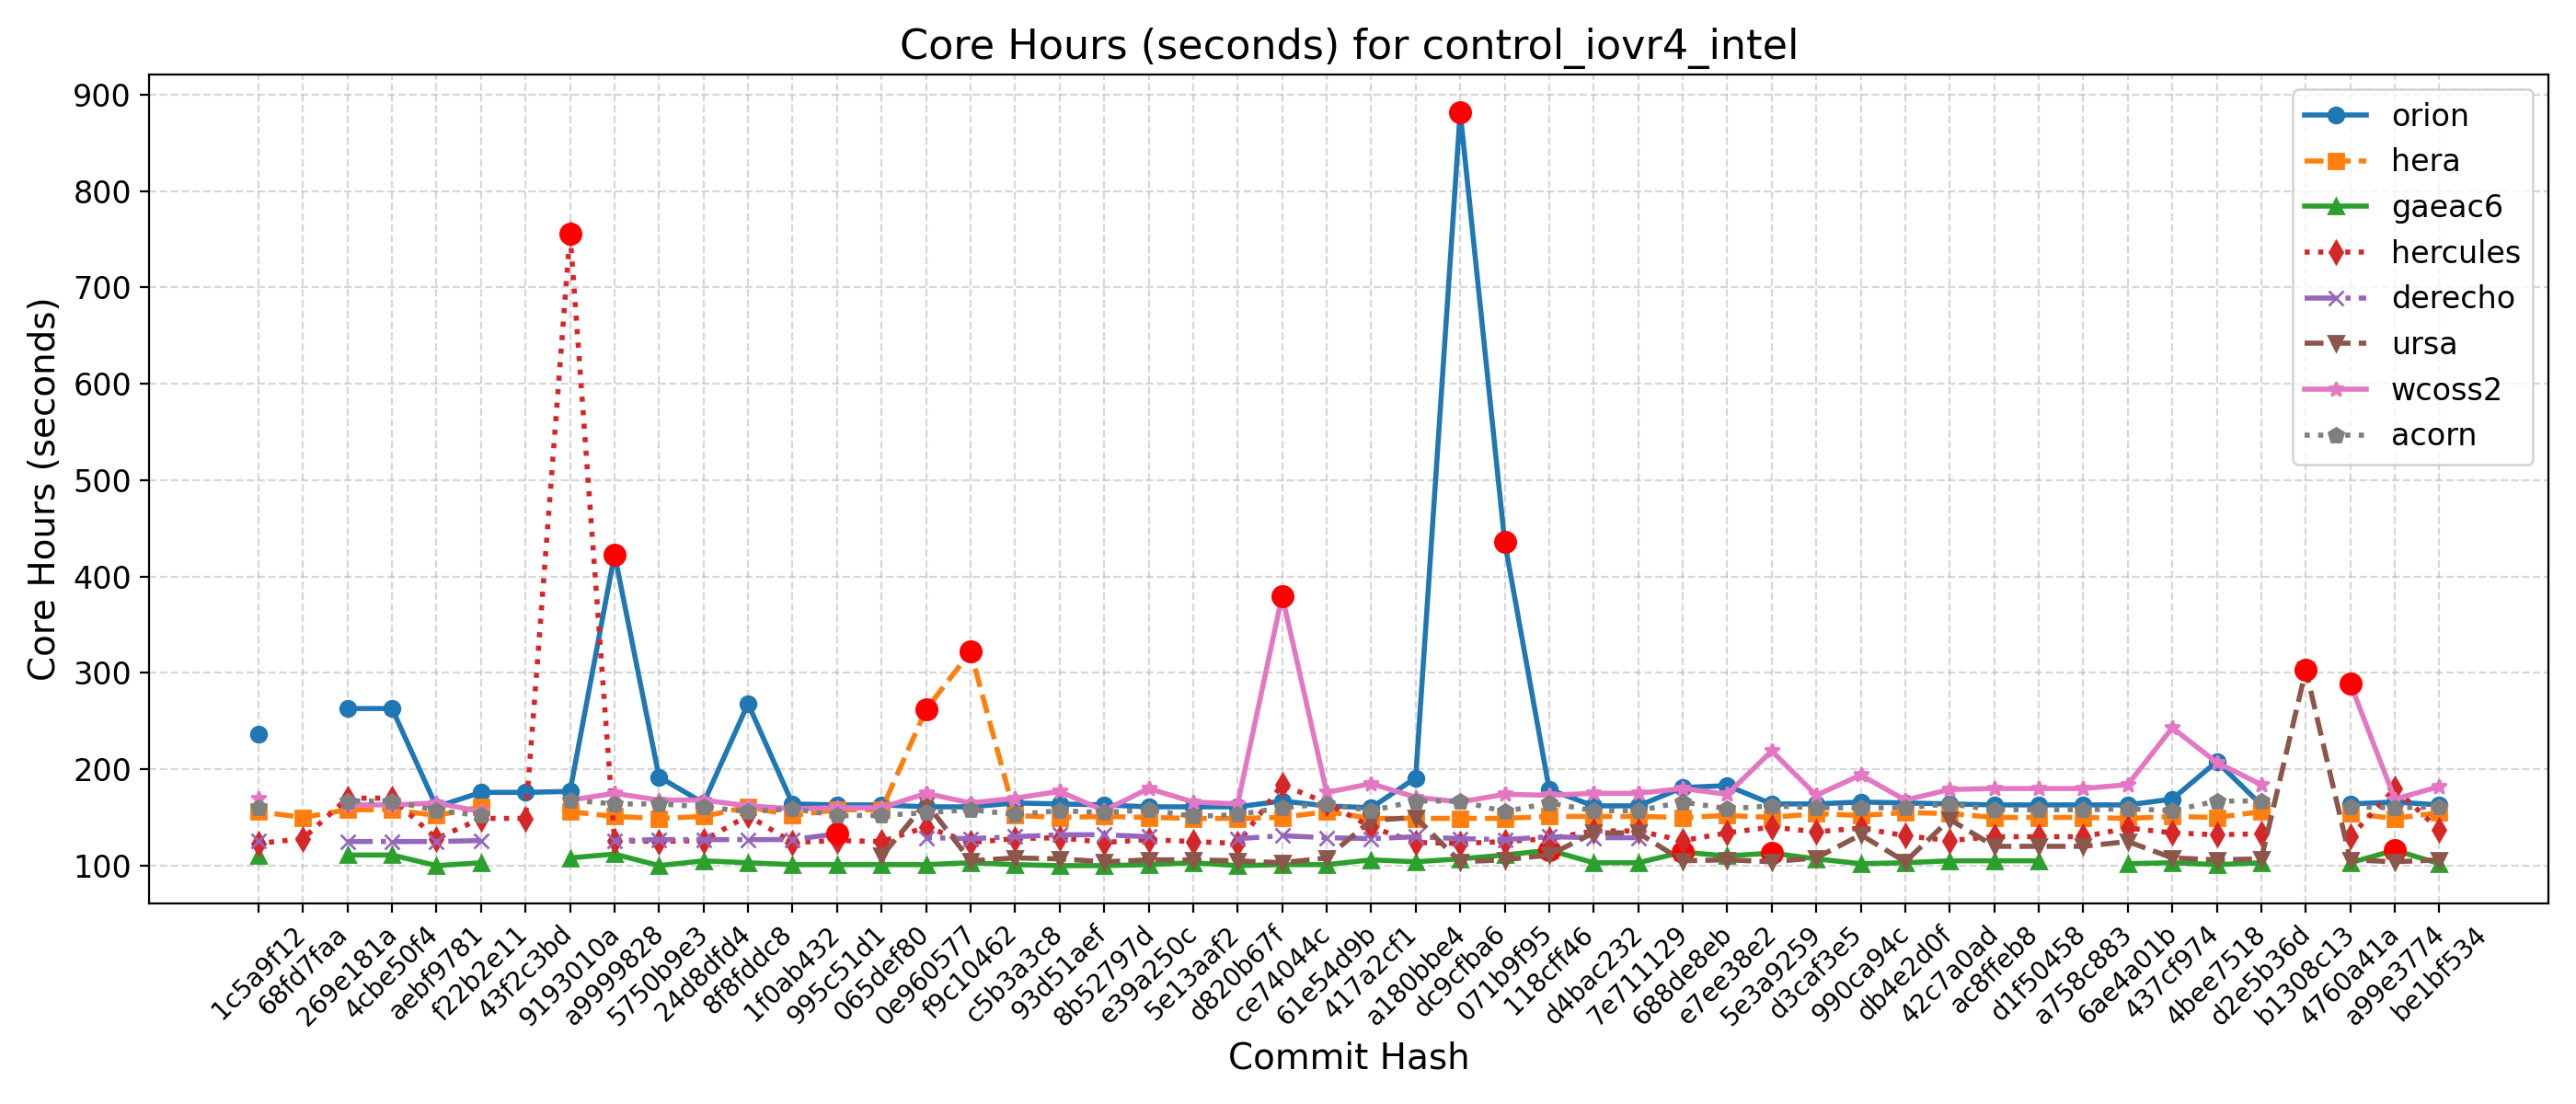 Core Hours (seconds) for control_iovr4_intel
Core Hours (seconds)
900
800
700
600
500
400
300
200
100
orion
hera
gaeac6
hercules
derecho
ursa
wcoss2
acorn
1c5a9f12
68fd7faa
269e181a
4cbe50f4
aebf9781
f22b2e11
43f2c3bd
9193010a
a9999828
5750b9e3
24d8dfd4
8f8fddc8
1f0ab432
995c51d1
065def80
0e960577
f9c10462
c5b3a3c8
93d51aef
8b52797d
e39a250c
5e13aaf2
d820b67f
ce74044c
61e54d9b
417a2cf1
a180bbe4
dc9cfba6
071b9f95
118cff46
d4bac232
7e711129
688de8eb
e7ee38e2
5e3a9259
d3caf3e5
990ca94c
db4e2d0f
42c7a0ad
ac8ffeb8
d1f50458
a758c883
6ae4a01b
437cf974
4bee7518
d2e5b36d
b1308c13
4760a41a
a99e3774
be1bf534
Commit Hash